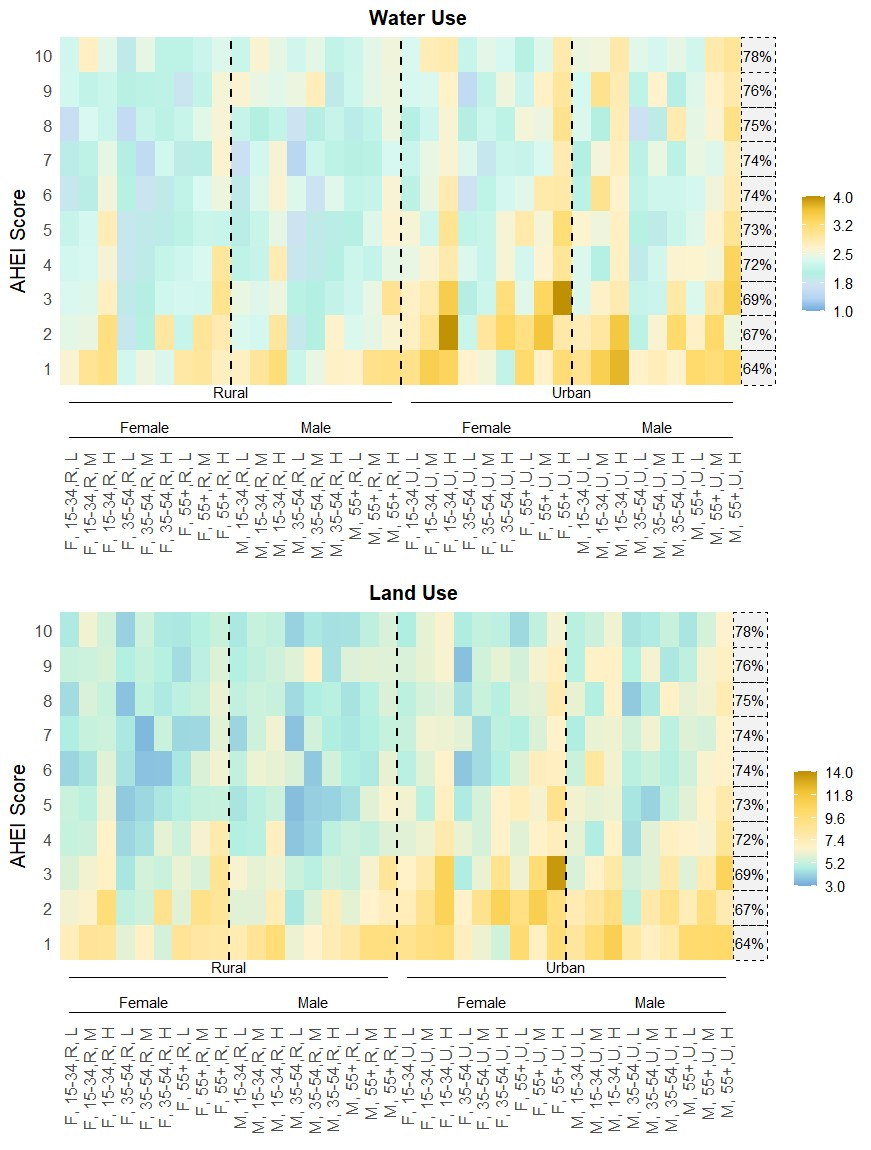 Water Use
AHEI Score
10
9
8
7
6
5
4
3
2
1
78%
76%
75%
74%
74%
73%
72%
69%
67%
64%
4.0
3.2
2.5
1.8
1.0
Rural
Urban
Female
Male
Female
Male
F, 15-34,R, L
F, 15-34,R, M
F, 15-34,R, H
F, 35-54,R, L
F, 35-54,R, M
F, 35-54,R, H
F, 55+,R, L
F, 55+,R, M
F, 55+,R, H
M, 15-34,R, L
M, 15-34,R, M
M, 15-34,R, H
M, 35-54,R, L
M, 35-54,R, M
M, 35-54,R, H
M, 55+,R, L
M, 55+,R, M
M, 55+,R, H
F, 15-34,U, L
F, 15-34,U, M
F, 15-34,U, H
F, 35-54,U, L
F, 35-54,U, M
F, 35-54,U, H
F, 55+,U, L
F, 55+,U, M
F, 55+,U, H
M, 15-34,U, L
M, 15-34,U, M
M, 15-34,U, H
M, 35-54,U, L
M, 35-54,U, M
M, 35-54,U, H
M, 55+,U, L
M, 55+,U, M
M, 55+,U, H
Land Use
AHEI Score
10
9
8
7
6
5
4
3
2
1
78%
76%
75%
74%
74%
73%
72%
69%
67%
64%
14.0
11.8
9.6
7.4
5.2
3.0
Rural
Urban
Female
Male
Female
Male
F, 15-34,R, L
F, 15-34,R, M
F, 15-34,R, H
F, 35-54,R, L
F, 35-54,R, M
F, 35-54,R, H
F, 55+,R, L
F, 55+,R, M
F, 55+,R, H
M, 15-34,R, L
M, 15-34,R, M
M, 15-34,R, H
M, 35-54,R, L
M, 35-54,R, M
M, 35-54,R, H
M, 55+,R, L
M, 55+,R, M
M, 55+,R, H
F, 15-34,U, L
F, 15-34,U, M
F, 15-34,U, H
F, 35-54,U, L
F, 35-54,U, M
F, 35-54,U, H
F, 55+,U, L
F, 55+,U, M
F, 55+,U, H
M, 15-34,U, L
M, 15-34,U, M
M, 15-34,U, H
M, 35-54,U, L
M, 35-54,U, M
M, 35-54,U, H
M, 55+,U, L
M, 55+,U, M
M, 55+,U, H